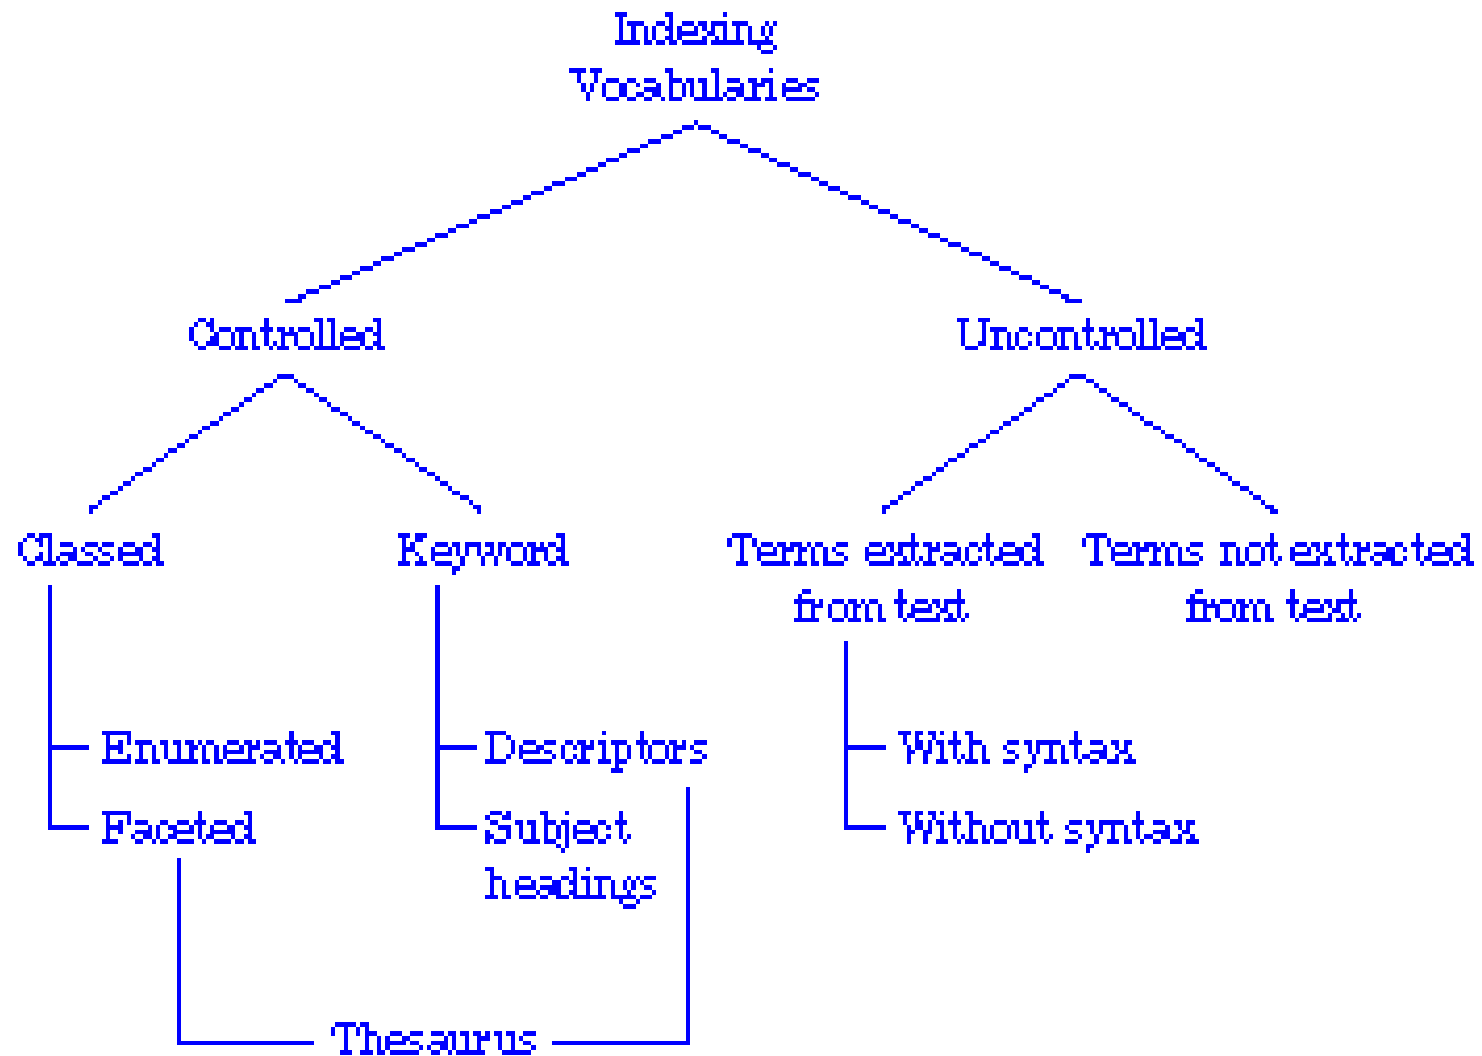 Indexing
Vocabularies
Controlled
Uncontrolled
Classed
Keyword
Terms extracted
from text
Terms not extracted
from text
Enumerated
Faceted
Descriptors
Subject
headings
With syntax
Without syntax
Thesaurus